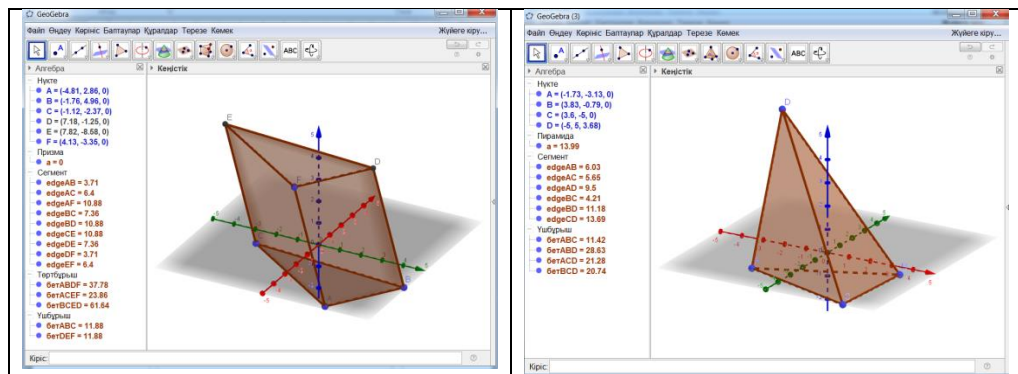 GeoGebra
Файл Өңдеу Көрініс Баптаулар Құралдар Терезе Көмек Жүйеге кіру...
ABC
Алгебра
Кеңістік
Нүкте
A = (-4.81, 2.86, 0)
B = (-1.76, 4.96, 0)
C = (-1.12, -2.37, 0)
D = (7.18, -1.25, 0)
E = (7.82, -8.58, 0)
F = (4.13, -3.35, 0)
Призма
a = 0
Сегмент
edgeAB = 3.71
edgeAC = 6.4
edgeAF = 10.88
edgeBC = 7.36
edgeBD = 10.88
edgeCE = 10.88
edgeDE = 7.36
edgeDF = 3.71
edgeEF = 6.4
Төртбұрыш
бетABDF = 37.78
бетACEF = 23.86
бетBCED = 61.64
Үшбұрыш
бетABC = 11.88
бетDEF = 11.88
E
D
F
B
Кіріс:
GeoGebra (3)
Файл Өңдеу Көрініс Баптаулар Құралдар Терезе Көмек Жүйеге кіру...
ABC
Алгебра
Кеңістік
Нүкте
A = (-1.73, -3.13, 0)
B = (3.83, -0.79, 0)
C = (3.6, -5, 0)
D = (-5, 5, 3.68)
Пирамида
a = 13.99
Сегмент
edgeAB = 6.03
edgeAC = 5.65
edgeAD = 9.5
edgeBC = 4.21
edgeBD = 11.18
edgeCD = 13.69
Үшбұрыш
бетABC = 11.42
бетABD = 28.63
бетACD = 21.28
бетBCD = 20.74
D
Кіріс: